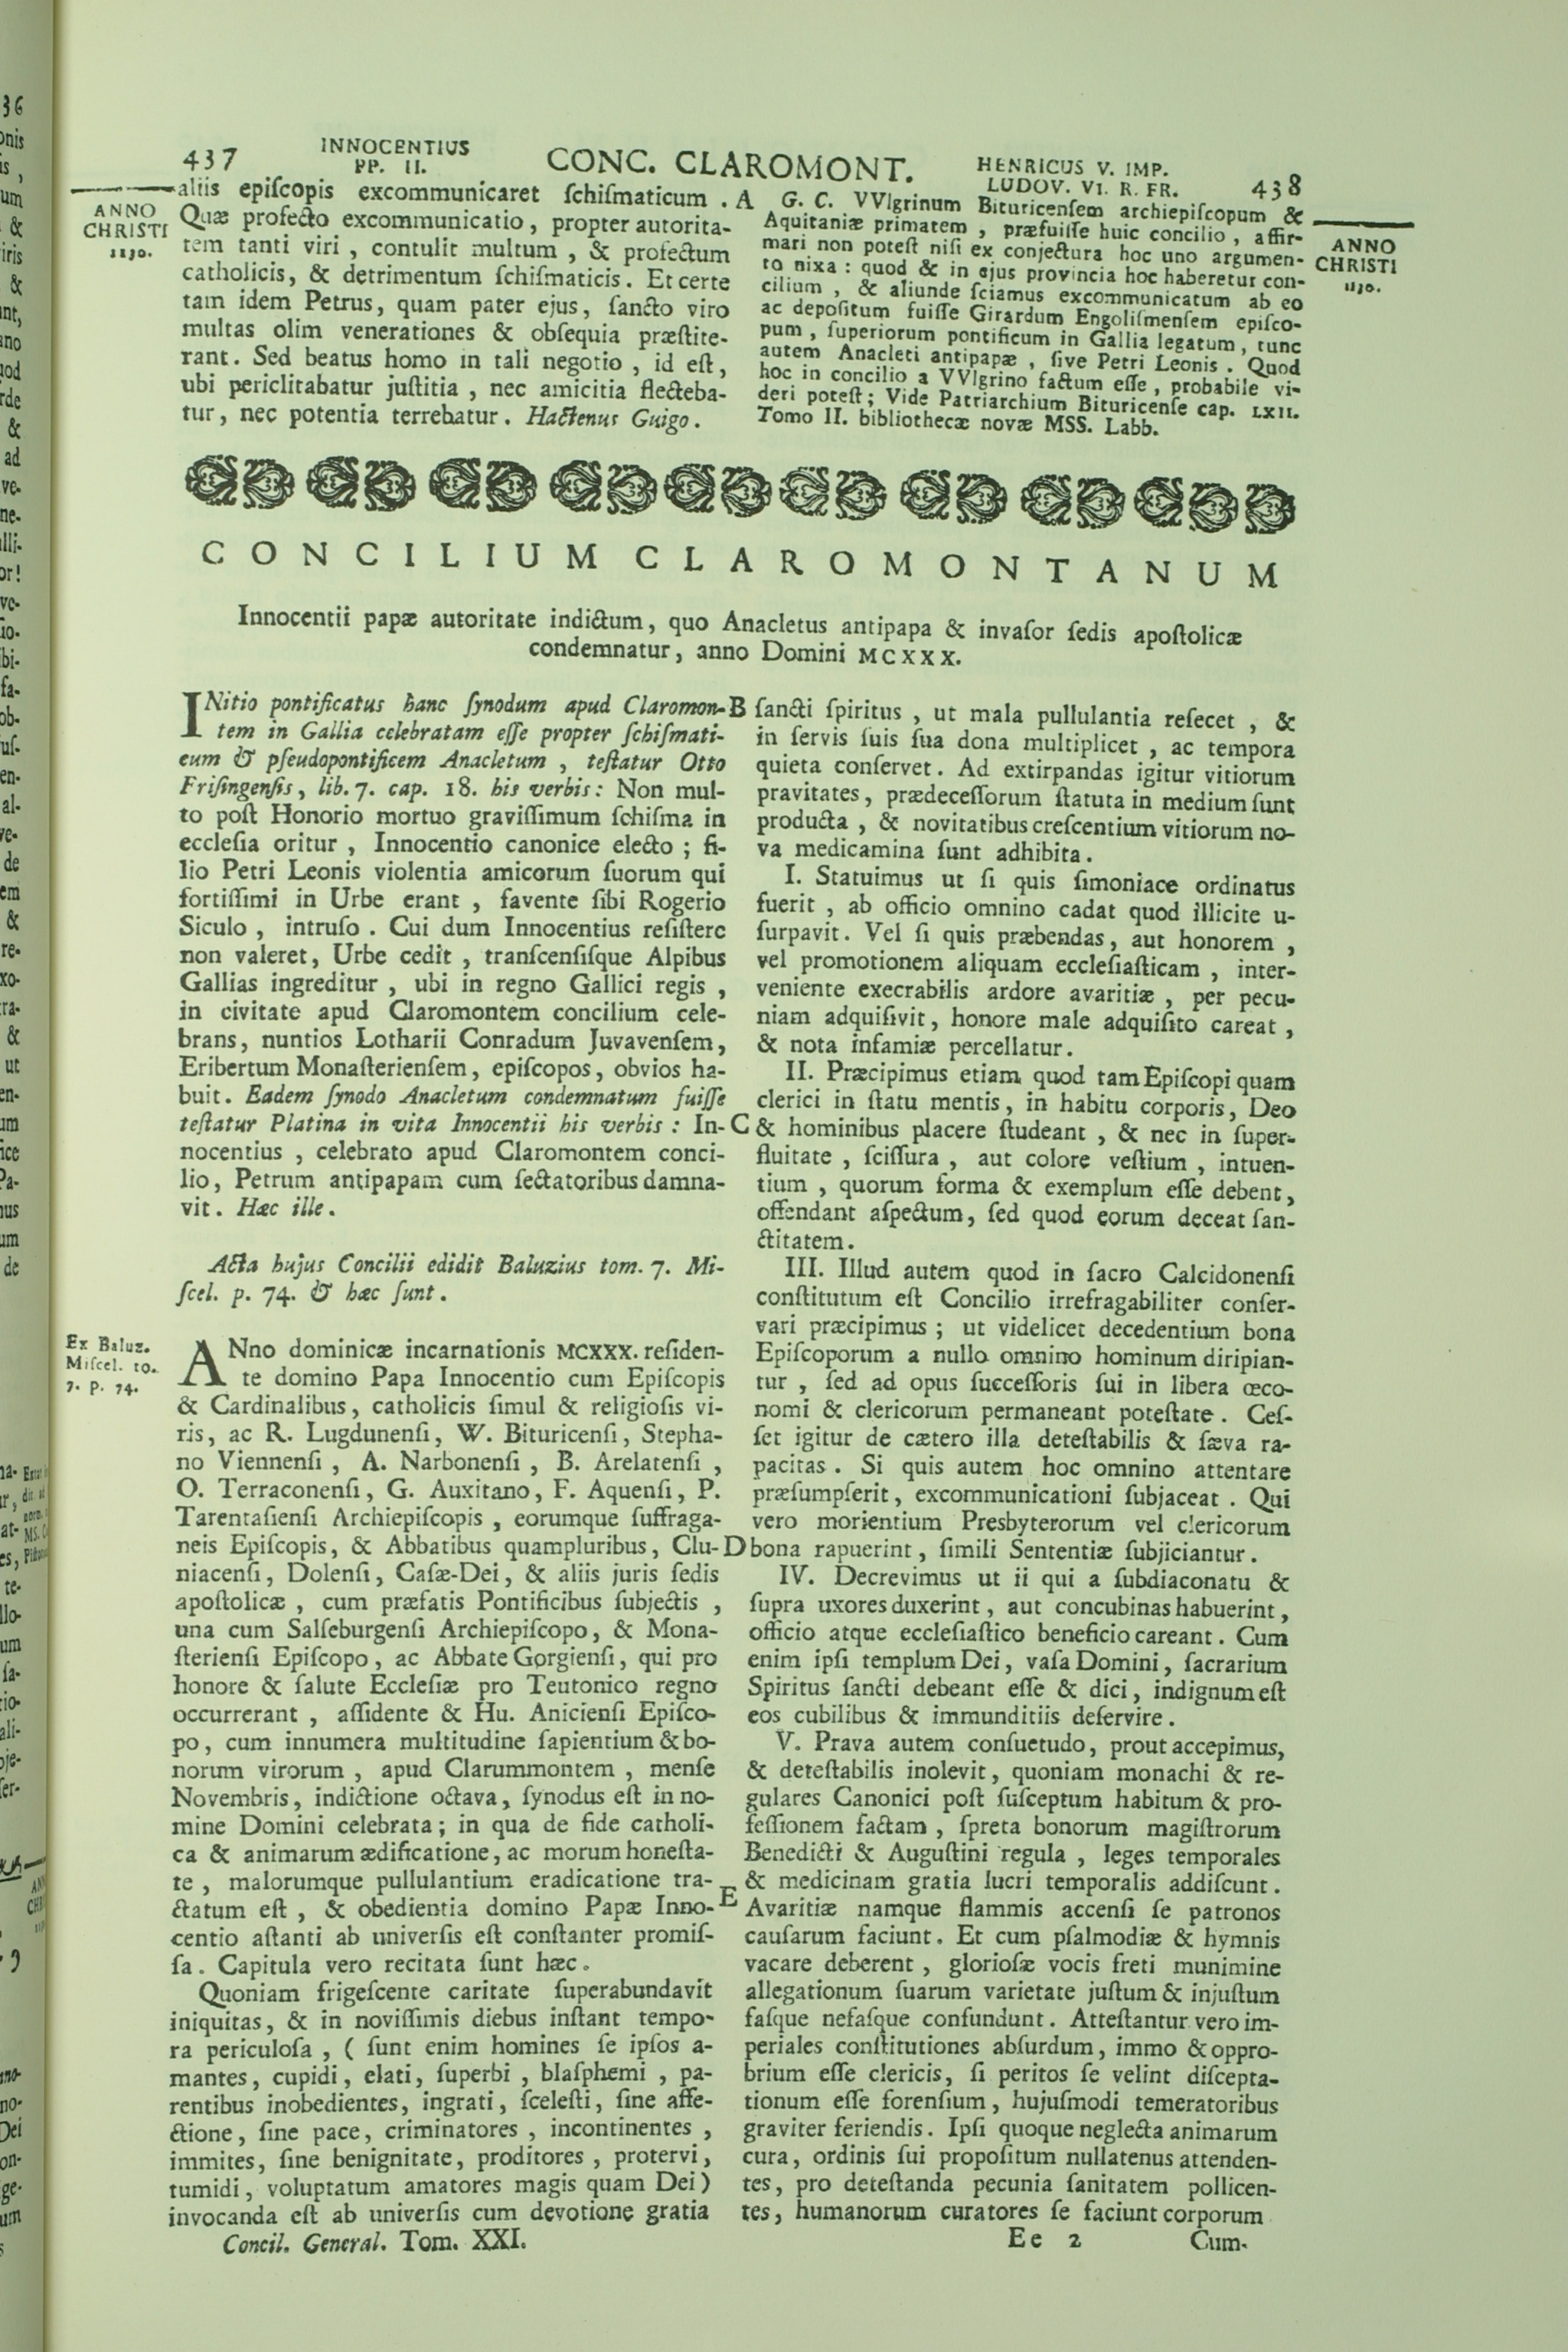 437
INNOCENTIUS
PP. II.
CONC. CLAROMONT.
HENRICUS V. IMP.
LUDOV. VI. R. FR.
438
ANNO
CHRISTI
1130.
aliis epiſcopis excommunicaret ſchiſmaticum .
Quæ profecto excommunicatio , propter autorita-
tem tanti viri , contulit multum , & profectum
catholicis, & detrimentum ſchiſmaticis. Et certe
tam idem Petrus, quam pater ejus, ſancto viro
multas olim venerationes & obſequia præſtite-
rant. Sed beatus homo in tali negotio , id eſt,
ubi periclitabatur juſtitia , nec amicitia flecteba-
tur, nec potentia terrebatur. Hactenus Guigo.
A
G. C. VVlgrinum Bituricenſem archiepiſcopum &
Aquitaniæ primatem , præfuiſſe huic concilio , affir-
mari non poteſt niſi ex conjectura hoc uno argumen-
to nixa : quod & in ejus provincia hoc haberetur con-
cilium , & aliunde ſciamus excommunicatum ab eo
ac depoſitum fuiſſe Girardum Engoliſmenſem epiſco-
pum , ſuperiorum pontificum in Gallia legatum, tunc
autem Anacleti antipapæ , ſive Petri Leonis . Quod
hoc in concilio a VVlgrino factum eſſe , probabile vi-
deri poteſt; Vide Patriarchium Bituricenſe cap. LXII.
Tomo II. bibliothecæ novæ MSS. Labb.
ANNO
CHRISTI
1130.
CONCILIUM CLAROMONTANUM
Innocentii papæ autoritate indictum, quo Anacletus antipapa & invaſor ſedis apoſtolicæ
condemnatur, anno Domini MCXXX.
INitio pontificatus hanc ſynodum apud Claromon-
tem in Gallia celebratam eſſe propter ſchiſmati-
cum & pſeudopontificem Anacletum , teſtatur Otto
Friſingenſis, lib. 7. cap. 18. his verbis: Non mul-
to poſt Honorio mortuo graviſſimum ſchiſma in
eccleſia oritur , Innocentio canonice electo ; fi-
lio Petri Leonis violentia amicorum ſuorum qui
fortiſſimi in Urbe erant , favente ſibi Rogerio
Siculo , intruſo . Cui dum Innocentius reſiſtere
non valeret, Urbe cedit , tranſcenſiſque Alpibus
Gallias ingreditur , ubi in regno Gallici regis ,
in civitate apud Claromontem concilium cele-
brans, nuntios Lotharii Conradum Juvavenſem,
Eribertum Monaſterienſem, epiſcopos, obvios ha-
buit. Eadem ſynodo Anacletum condemnatum fuiſſe
teſtatur Platina in vita Innocentii his verbis : In-
nocentius , celebrato apud Claromontem conci-
lio, Petrum antipapam cum ſectatoribus damna-
vit. Hæc ille.
Acta hujus Concilii edidit Baluzius tom. 7. Mi-
ſcel. p. 74. & hæc ſunt.
Ex Baluz.
Miſcel. to.
7. p. 74.
ANno dominicæ incarnationis MCXXX. reſiden-
te domino Papa Innocentio cum Epiſcopis
& Cardinalibus, catholicis ſimul & religioſis vi-
ris, ac R. Lugdunenſi, W. Bituricenſi, Stepha-
no Viennenſi , A. Narbonenſi , B. Arelatenſi ,
O. Terraconenſi, G. Auxitano, F. Aquenſi, P.
Tarentaſienſi Archiepiſcopis , eorumque ſuffraga-
neis Epiſcopis, & Abbatibus quampluribus, Clu-
niacenſi, Dolenſi, Caſæ-Dei, & aliis juris ſedis
apoſtolicæ , cum præfatis Pontificibus ſubjectis ,
una cum Salſeburgenſi Archiepiſcopo, & Mona-
ſterienſi Epiſcopo, ac Abbate Gorgienſi, qui pro
honore & ſalute Eccleſiæ pro Teutonico regno
occurrerant , aſſidente & Hu. Anicienſi Epiſco-
po, cum innumera multitudine ſapientium & bo-
norum virorum , apud Clarummontem , menſe
Novembris, indictione octava, ſynodus eſt in no-
mine Domini celebrata; in qua de fide catholi-
ca & animarum ædificatione, ac morum honeſta-
te , malorumque pullulantium eradicatione tra-
ctatum eſt , & obedientia domino Papæ Inno-
centio aſtanti ab univerſis eſt conſtanter promiſ-
ſa. Capitula vero recitata ſunt hæc.
Quoniam frigeſcente caritate ſuperabundavit
iniquitas, & in noviſſimis diebus inſtant tempo-
ra periculoſa , ( ſunt enim homines ſe ipſos a-
mantes, cupidi, elati, ſuperbi , blaſphemi , pa-
rentibus inobedientes, ingrati, ſceleſti, ſine affe-
ctione, ſine pace, criminatores , incontinentes ,
immites, ſine benignitate, proditores , protervi,
tumidi, voluptatum amatores magis quam Dei)
invocanda eſt ab univerſis cum devotione gratia
B
ſancti ſpiritus , ut mala pullulantia reſecet , &
in ſervis ſuis ſua dona multiplicet , ac tempora
quieta conſervet. Ad extirpandas igitur vitiorum
pravitates, prædeceſſorum ſtatuta in medium ſunt
producta , & novitatibus creſcentium vitiorum no-
va medicamina ſunt adhibita.
I. Statuimus ut ſi quis ſimoniace ordinatus
fuerit , ab officio omnino cadat quod illicite u-
ſurpavit. Vel ſi quis præbendas, aut honorem ,
vel promotionem aliquam eccleſiaſticam , inter-
veniente execrabilis ardore avaritiæ , per pecu-
niam adquiſivit, honore male adquiſito careat ,
& nota infamiæ percellatur.
II. Præcipimus etiam quod tam Epiſcopi quam
clerici in ſtatu mentis, in habitu corporis, Deo
C
& hominibus placere ſtudeant , & nec in ſuper-
fluitate , ſciſſura , aut colore veſtium , intuen-
tium , quorum forma & exemplum eſſe debent,
offendant aſpectum, ſed quod eorum deceat ſan-
ctitatem.
III. Illud autem quod in ſacro Calcidonenſi
conſtitutum eſt Concilio irrefragabiliter conſer-
vari præcipimus ; ut videlicet decedentium bona
Epiſcoporum a nullo omnino hominum diripian-
tur , ſed ad opus ſucceſſoris ſui in libera œco-
nomi & clericorum permaneant poteſtate. Ceſ-
ſet igitur de cætero illa deteſtabilis & ſæva ra-
pacitas. Si quis autem hoc omnino attentare
præſumpſerit, excommunicationi ſubjaceat . Qui
vero morientium Presbyterorum vel clericorum
D
bona rapuerint, ſimili Sententiæ ſubjiciantur.
IV. Decrevimus ut ii qui a ſubdiaconatu &
ſupra uxores duxerint, aut concubinas habuerint,
officio atque eccleſiaſtico beneficio careant. Cum
enim ipſi templum Dei, vaſa Domini, ſacrarium
Spiritus ſancti debeant eſſe & dici, indignum eſt
eos cubilibus & immunditiis deſervire.
V. Prava autem conſuetudo, prout accepimus,
& deteſtabilis inolevit, quoniam monachi & re-
gulares Canonici poſt ſuſceptum habitum & pro-
feſſionem factam , ſpreta bonorum magiſtrorum
Benedicti & Auguſtini regula , leges temporales
& medicinam gratia lucri temporalis addiſcunt.
E
Avaritiæ namque flammis accenſi ſe patronos
cauſarum faciunt. Et cum pſalmodiæ & hymnis
vacare deberent , glorioſæ vocis freti munimine
allegationum ſuarum varietate juſtum & injuſtum
faſque nefaſque confundunt. Atteſtantur vero im-
periales conſtitutiones abſurdum, immo & oppro-
brium eſſe clericis, ſi peritos ſe velint diſcepta-
tionum eſſe forenſium, hujuſmodi temeratoribus
graviter feriendis. Ipſi quoque neglecta animarum
cura, ordinis ſui propoſitum nullatenus attenden-
tes, pro deteſtanda pecunia ſanitatem pollicen-
tes, humanorum curatores ſe faciunt corporum
Concil. General. Tom. XXI.
Ee 2
Cum-